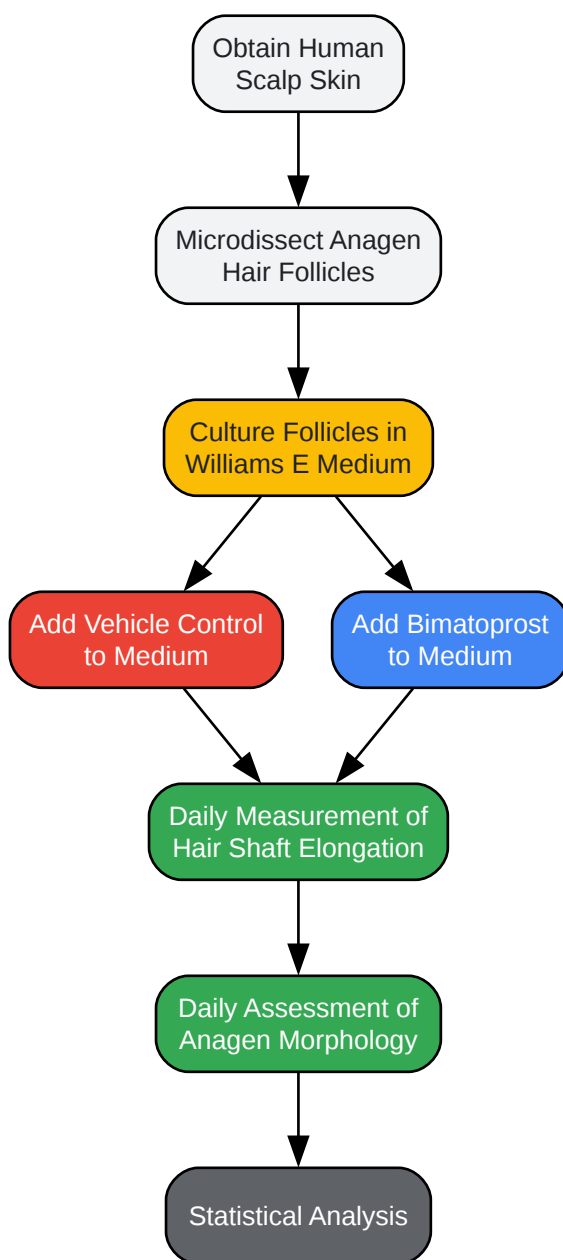 Obtain Human
Scalp Skin
Microdissect Anagen
Hair Follicles
Culture Follicles in
Williams E Medium
Add Vehicle Control
to Medium
Add Bimatoprost
to Medium
Daily Measurement of
Hair Shaft Elongation
Daily Assessment of
Anagen Morphology
Statistical Analysis